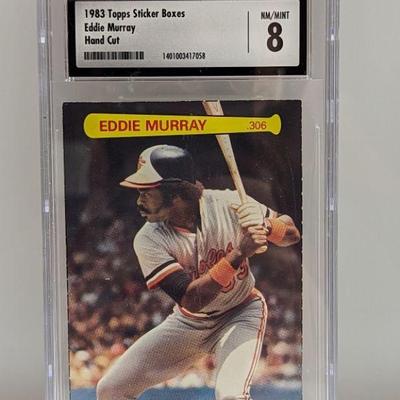 1983 Topps Sticker Boxes
Eddie Murray
Hand Cut
1401003417058
NM/MINT
8
EDDIE MURRAY .306